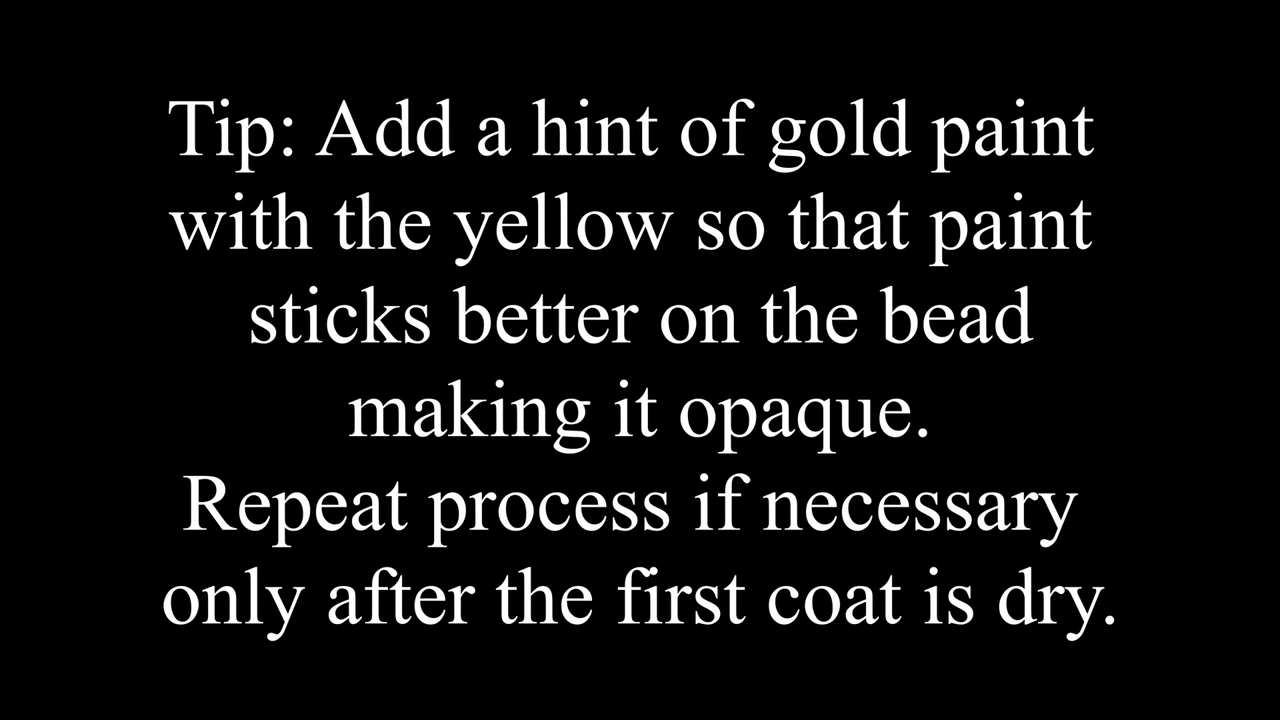 Tip: Add a hint of gold paint
with the yellow so that paint
sticks better on the bead
making it opaque.
Repeat process if necessary
only after the first coat is dry.